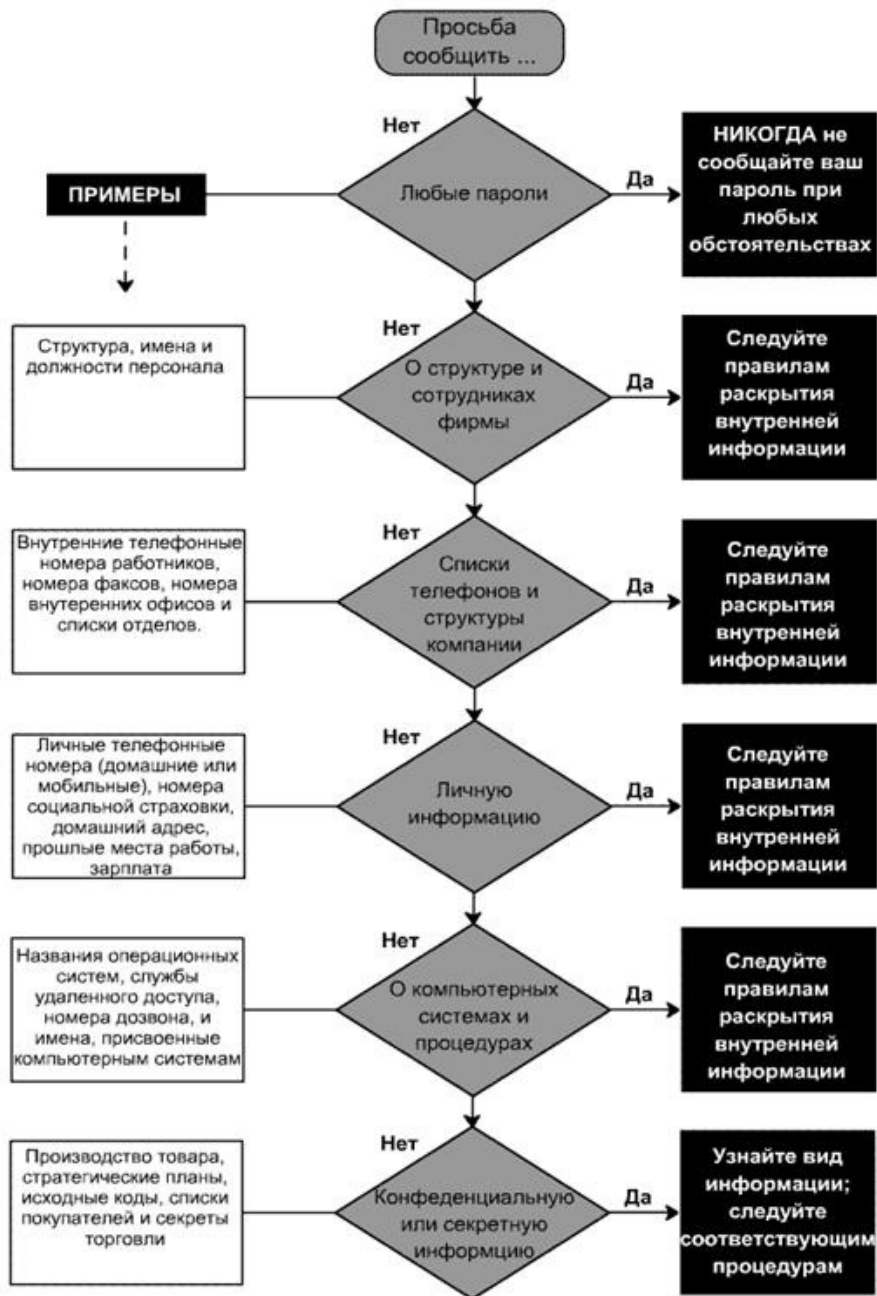 Просьба
сообщить ...
Нет
ПРИМЕРЫ
Любые пароли
Да
НИКОГДА не
сообщайте ваш
пароль при
любых
обстоятельствах
Нет
Структура, имена и
должности персонала
О структуре и
сотрудниках
фирмы
Да
Следуйте
правилам
раскрытия
внутренней
информации
Нет
Внутренние телефонные
номера работников,
номера факсов, номера
внутеренних офисов и
списки отделов.
Списки
телефонов и
структуры
компании
Да
Следуйте
правилам
раскрытия
внутренней
информации
Нет
Личные телефонные
номера (домашние или
мобильные), номера
социальной страховки,
домашний адрес,
прошлые места работы,
зарплата
Личную
информацию
Да
Следуйте
правилам
раскрытия
внутренней
информации
Нет
Названия операционных
систем, службы
удаленного доступа,
номера дозвона, и
имена, присвоенные
компьютерным системам
О компьютерных
системах и
процедурах
Да
Следуйте
правилам
раскрытия
внутренней
информации
Нет
Производство товара,
стратегические планы,
исходные коды, списки
покупателей и секреты
торговли
Конфеденциальную
или секретную
информцию
Да
Узнайте вид
информации;
следуйте
соответствующим
процедурам